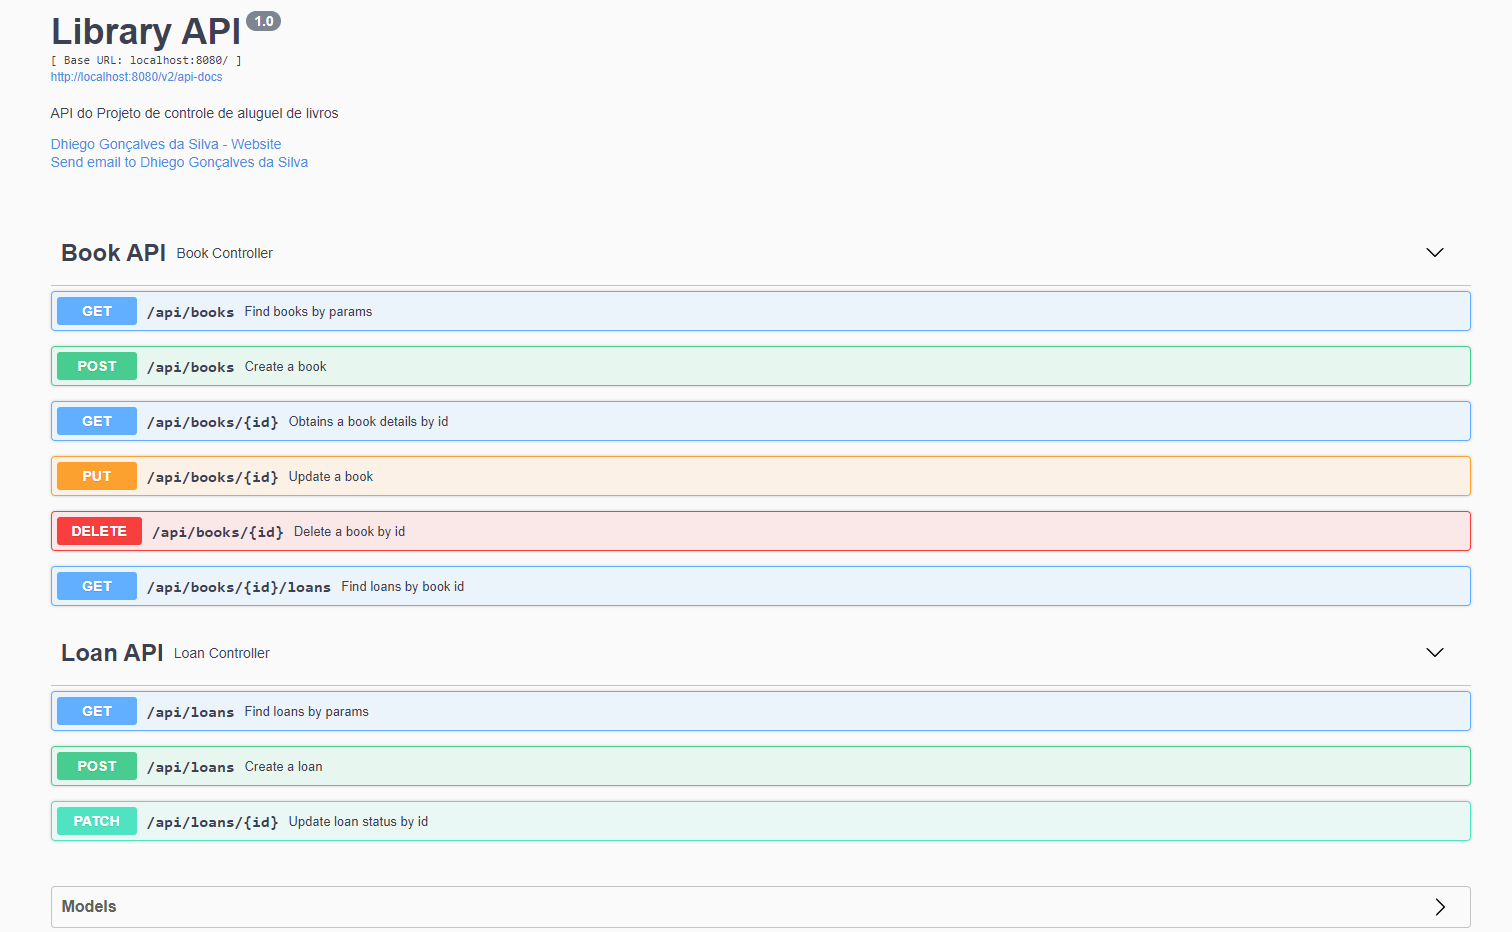 Library API 1.0
[ Base URL: localhost:8080/ ]
http://localhost:8080/v2/api-docs
API do Projeto de controle de aluguel de livros
Dhiego Gonçalves da Silva - Website
Send email to Dhiego Gonçalves da Silva
Book API Book Controller
GET /api/books Find books by params
POST /api/books Create a book
GET /api/books/{id} Obtains a book details by id
PUT /api/books/{id} Update a book
DELETE /api/books/{id} Delete a book by id
GET /api/books/{id}/loans Find loans by book id
Loan API Loan Controller
GET /api/loans Find loans by params
POST /api/loans Create a loan
PATCH /api/loans/{id} Update loan status by id
Models